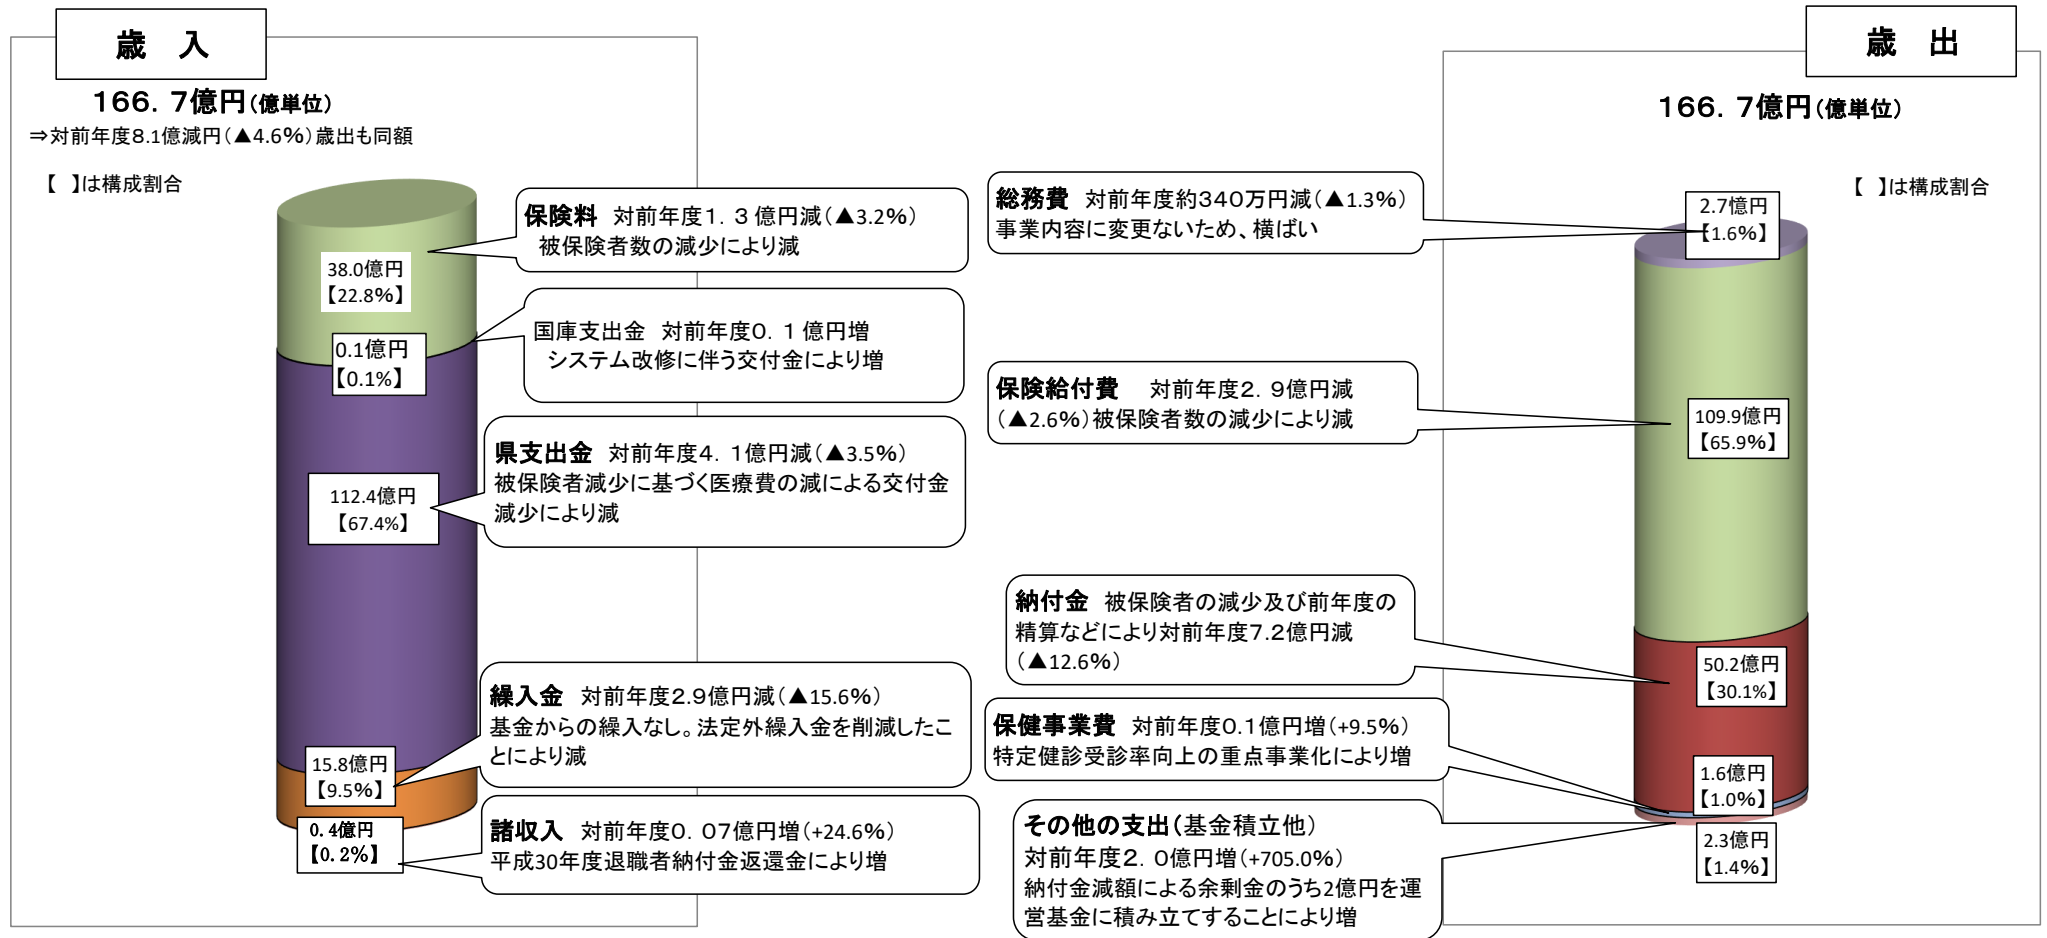 歳　入
166．7億円（億単位）
⇒対前年度8.1億減円（▲4.6％）歳出も同額
【　】は構成割合
保険料　対前年度1．3億円減（▲3.2％）
被保険者数の減少により減
38.0億円
【22.8％】
国庫支出金　対前年度0．1億円増
システム改修に伴う交付金により増
0.1億円
【0.1％】
県支出金　対前年度4．1億円減（▲3.5％）
被保険者減少に基づく医療費の減による交付金
減少により減
112.4億円
【67.4％】
繰入金　対前年度2.9億円減（▲15.6％）
基金からの繰入なし。法定外繰入金を削減したこ
とにより減
15.8億円
【9.5％】
諸収入　対前年度0．07億円増（+24.6％）
平成30年度退職者納付金返還金により増
0.4億円
【0.2％】
歳　出
166．7億円（億単位）
【　】は構成割合
総務費　対前年度約340万円減（▲1.3％）
事業内容に変更ないため、横ばい
2.7憶円
【1.6％】
保険給付費　対前年度2．9億円減
（▲2.6％）被保険者数の減少により減
109.9億円
【65.9％】
納付金　被保険者の減少及び前年度の
精算などにより対前年度7.2億円減
（▲12.6％）
50.2億円
【30.1％】
保健事業費　対前年度0.1億円増（+9.5％）
特定健診受診率向上の重点事業化により増
1.6億円
【1.0％】
その他の支出（基金積立他）
対前年度2．0億円増（+705.0％）
納付金減額による余剰金のうち2億円を運
営基金に積み立てすることにより増
2.3億円
【1.4％】